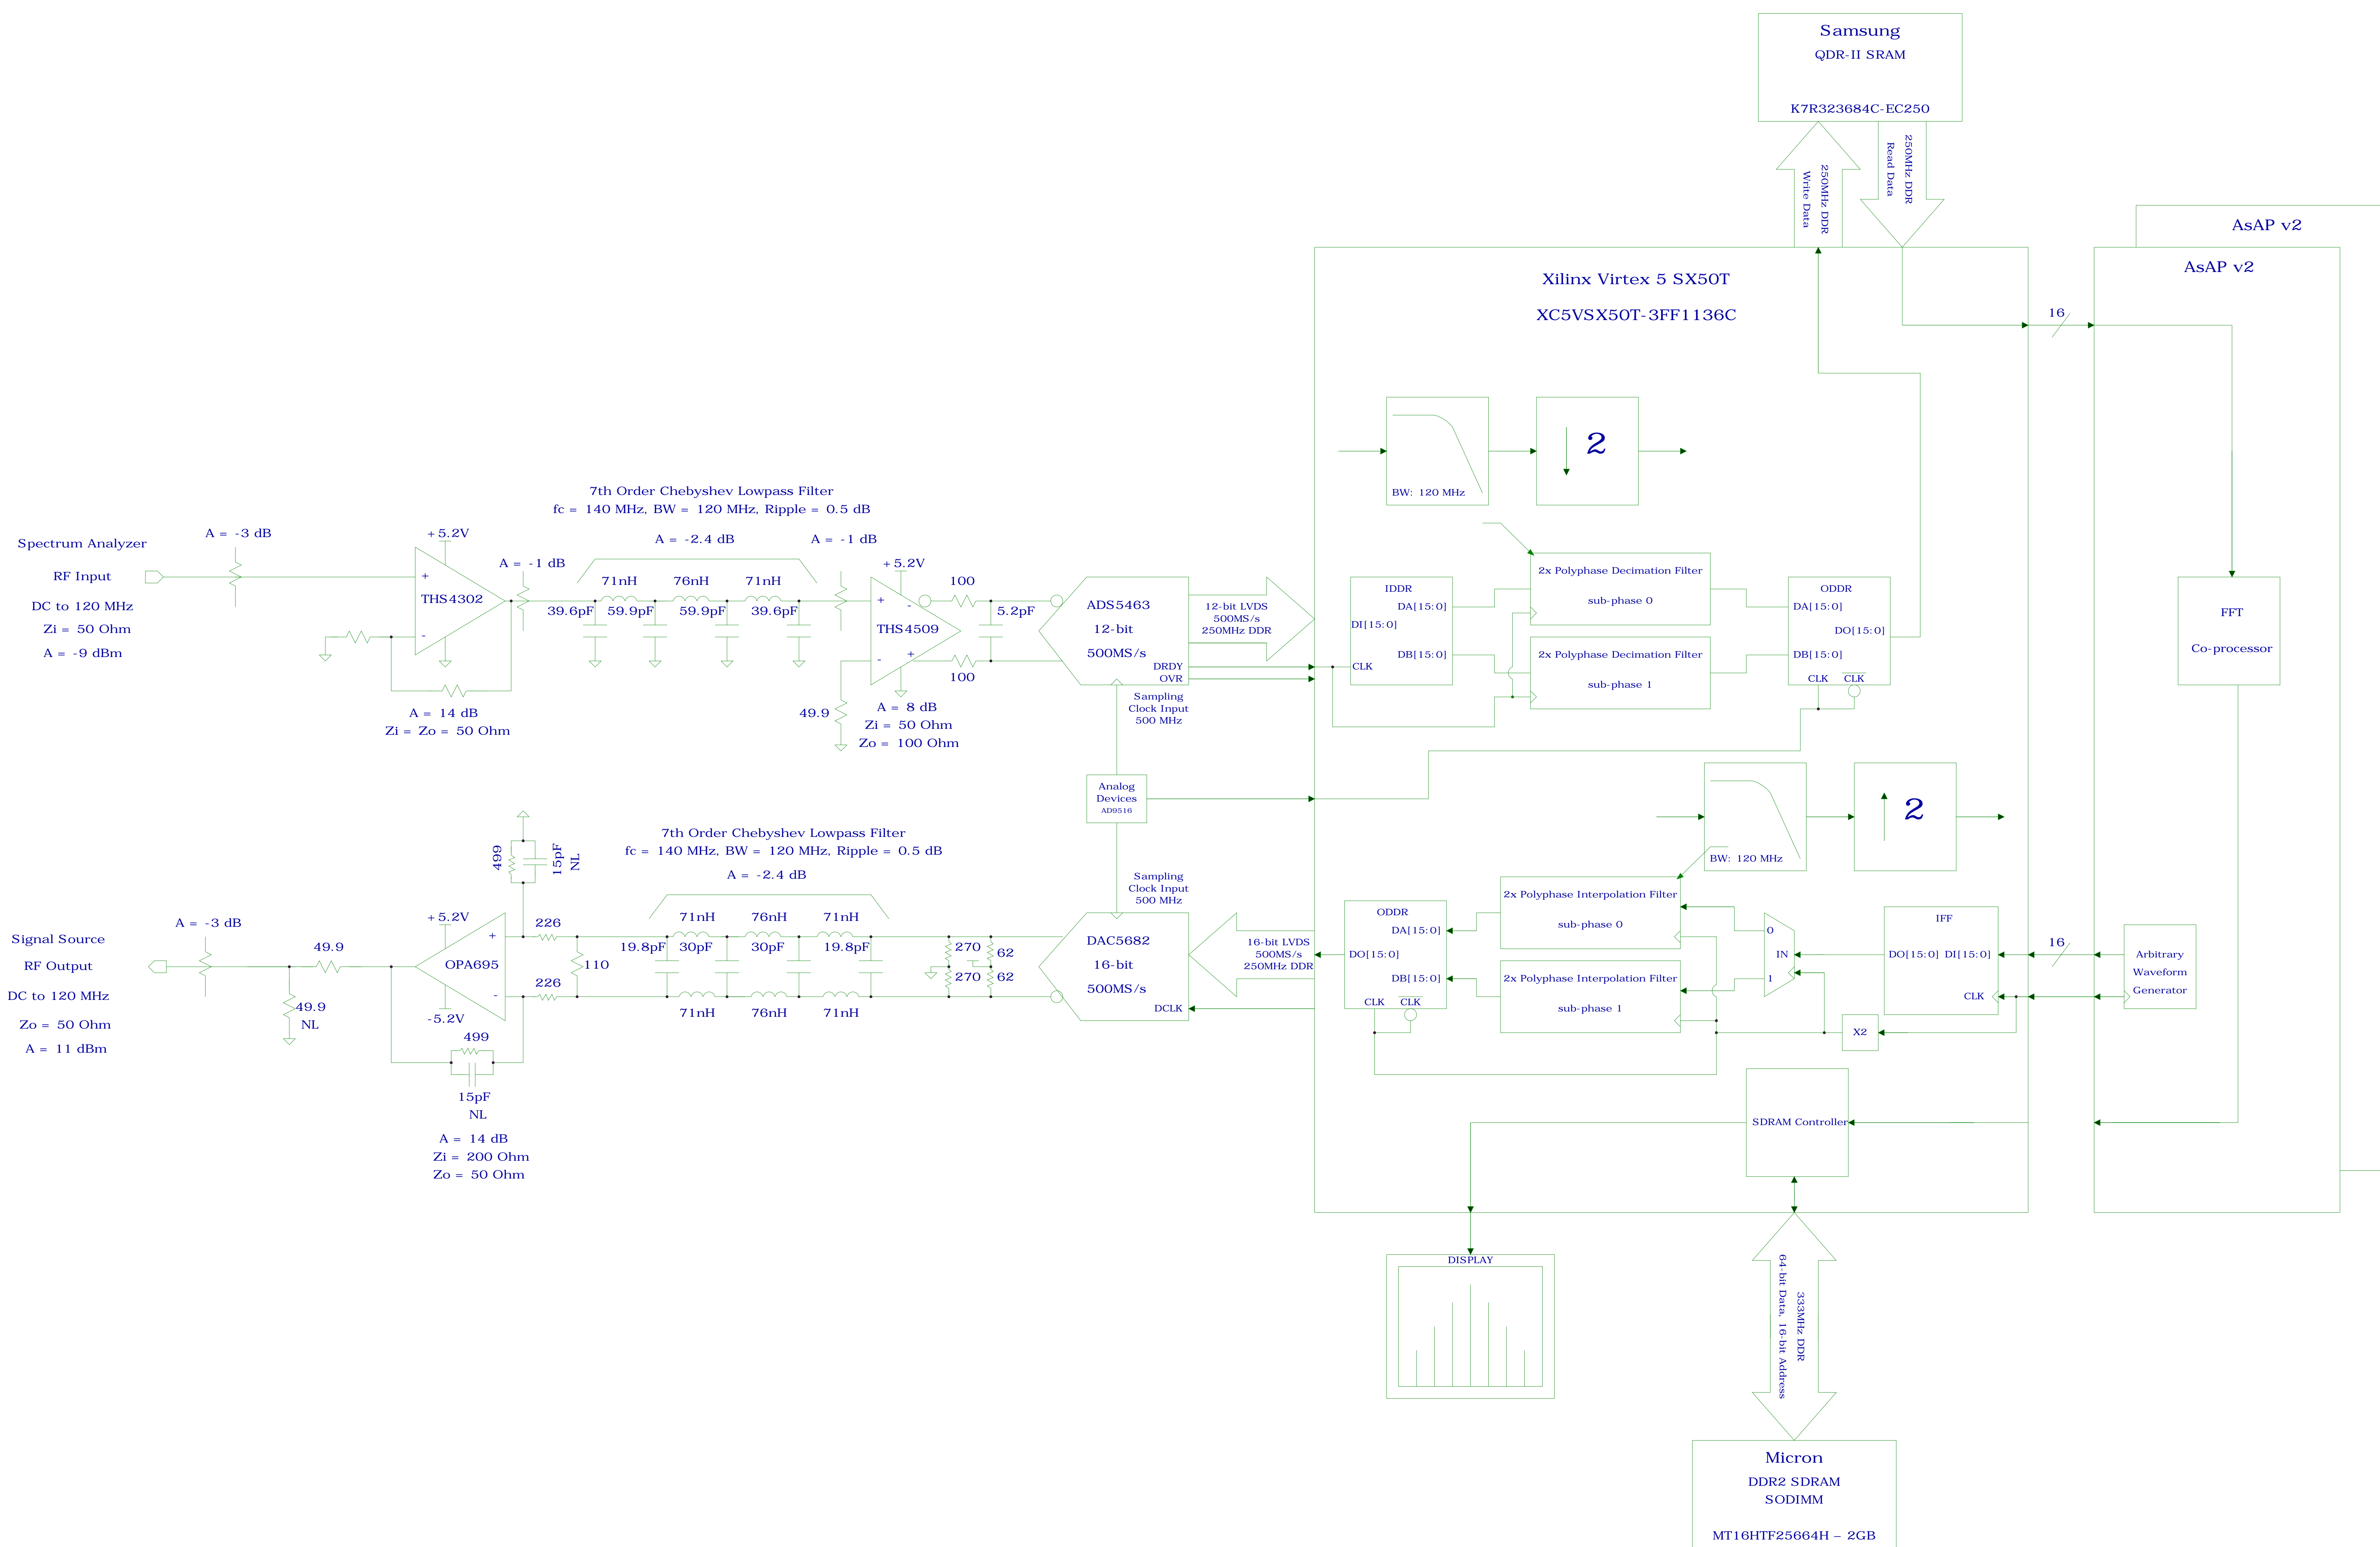 Samsung
QDR-II SRAM
K7R323684C-EC250
250MHz DDR
Write Data
250MHz DDR
Read Data
AsAP v2
AsAP v2
Xilinx Virtex 5 SX50T
XC5VSX50T-3FF1136C
16
2
BW: 120 MHz
7th Order Chebyshev Lowpass Filter
fc = 140 MHz, BW = 120 MHz, Ripple = 0.5 dB
A = -2.4 dB
A = -1 dB
A = -3 dB
Spectrum Analyzer
RF Input
DC to 120 MHz
Zi = 50 Ohm
A = -9 dBm
+5.2V
+
THS4302
-
A = 14 dB
Zi = Zo = 50 Ohm
A = -1 dB
71nH
76nH
71nH
39.6pF
59.9pF
59.9pF
39.6pF
+5.2V
+
-
THS4509
-
+
49.9
A = 8 dB
Zi = 50 Ohm
Zo = 100 Ohm
100
100
5.2pF
ADS5463
12-bit
500MS/s
DRDY
OVR
12-bit LVDS
500MS/s
250MHz DDR
Sampling
Clock Input
500 MHz
IDDR
DA[15:0]
DI[15:0]
DB[15:0]
CLK
2x Polyphase Decimation Filter
sub-phase 0
2x Polyphase Decimation Filter
sub-phase 1
ODDR
DA[15:0]
DO[15:0]
DB[15:0]
CLK
CLK
FFT
Co-processor
Analog
Devices
AD9516
2
BW: 120 MHz
7th Order Chebyshev Lowpass Filter
fc = 140 MHz, BW = 120 MHz, Ripple = 0.5 dB
A = -2.4 dB
499
15pF
NL
A = -3 dB
Signal Source
RF Output
DC to 120 MHz
Zo = 50 Ohm
A = 11 dBm
49.9
49.9
NL
+5.2V
+
OPA695
-
-5.2V
499
15pF
NL
A = 14 dB
Zi = 200 Ohm
Zo = 50 Ohm
226
226
110
71nH
76nH
71nH
19.8pF
30pF
30pF
19.8pF
71nH
76nH
71nH
270
270
62
62
Sampling
Clock Input
500 MHz
DAC5682
16-bit
500MS/s
DCLK
16-bit LVDS
500MS/s
250MHz DDR
ODDR
DA[15:0]
DO[15:0]
DB[15:0]
CLK
CLK
2x Polyphase Interpolation Filter
sub-phase 0
2x Polyphase Interpolation Filter
sub-phase 1
0
IN
1
IFF
DO[15:0]
DI[15:0]
CLK
X2
16
Arbitrary
Waveform
Generator
SDRAM Controller
DISPLAY
333MHz DDR
64-bit Data, 16-bit Address
Micron
DDR2 SDRAM
SODIMM
MT16HTF25664H – 2GB